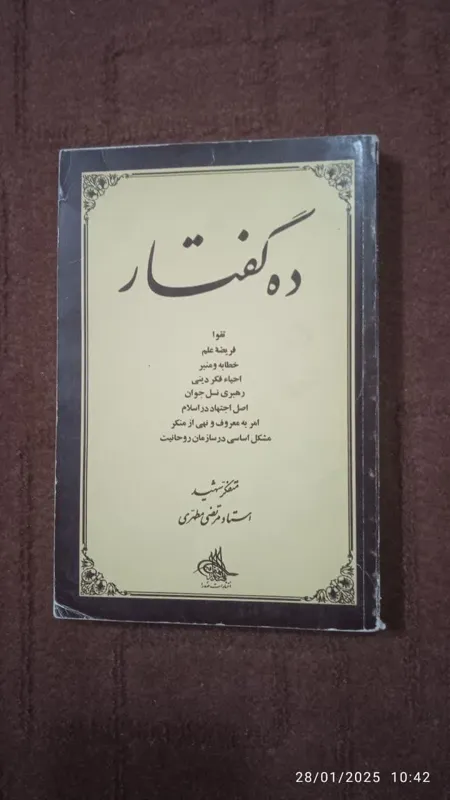 ده گفتار
تقوا
فریضهٔ علم
خطابه و منبر
احیاء فکر دینی
رهبری نسل جوان
اصل اجتهاد در اسلام
امر به معروف و نهی از منکر
مشکل اساسی در سازمان روحانیت
متفکر شهید
استاد مرتضی مطهری
انتشارات صدرا
28/01/2025 10:42